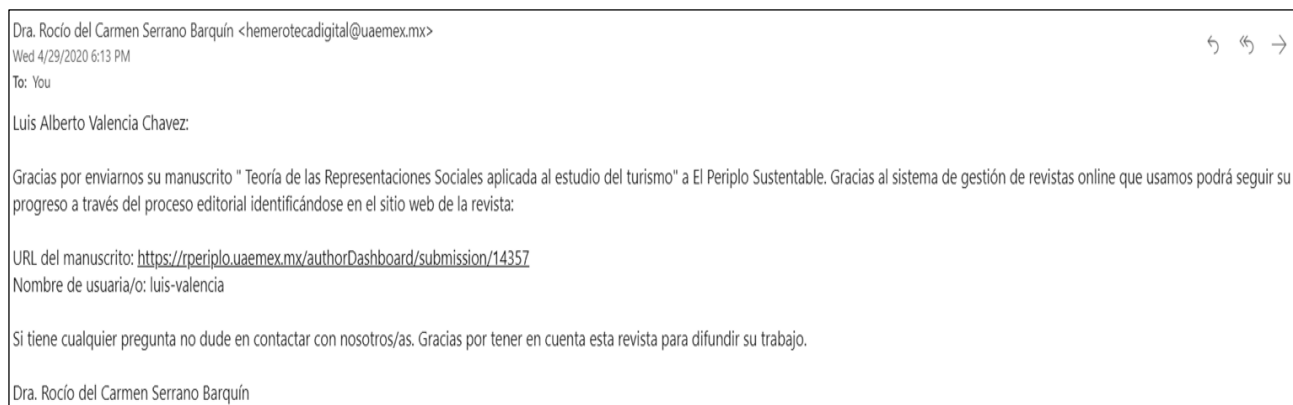 Dra. Rocío del Carmen Serrano Barquín <hemerotecadigital@uaemex.mx>
Wed 4/29/2020 6:13 PM
To: You
Luis Alberto Valencia Chavez:
Gracias por enviarnos su manuscrito " Teoría de las Representaciones Sociales aplicada al estudio del turismo" a El Periplo Sustentable. Gracias al sistema de gestión de revistas online que usamos podrá seguir su
progreso a través del proceso editorial identificándose en el sitio web de la revista:
URL del manuscrito: https://rperiplo.uaemex.mx/authorDashboard/submission/14357
Nombre de usuaria/o: luis-valencia
Si tiene cualquier pregunta no dude en contactar con nosotros/as. Gracias por tener en cuenta esta revista para difundir su trabajo.
Dra. Rocío del Carmen Serrano Barquín